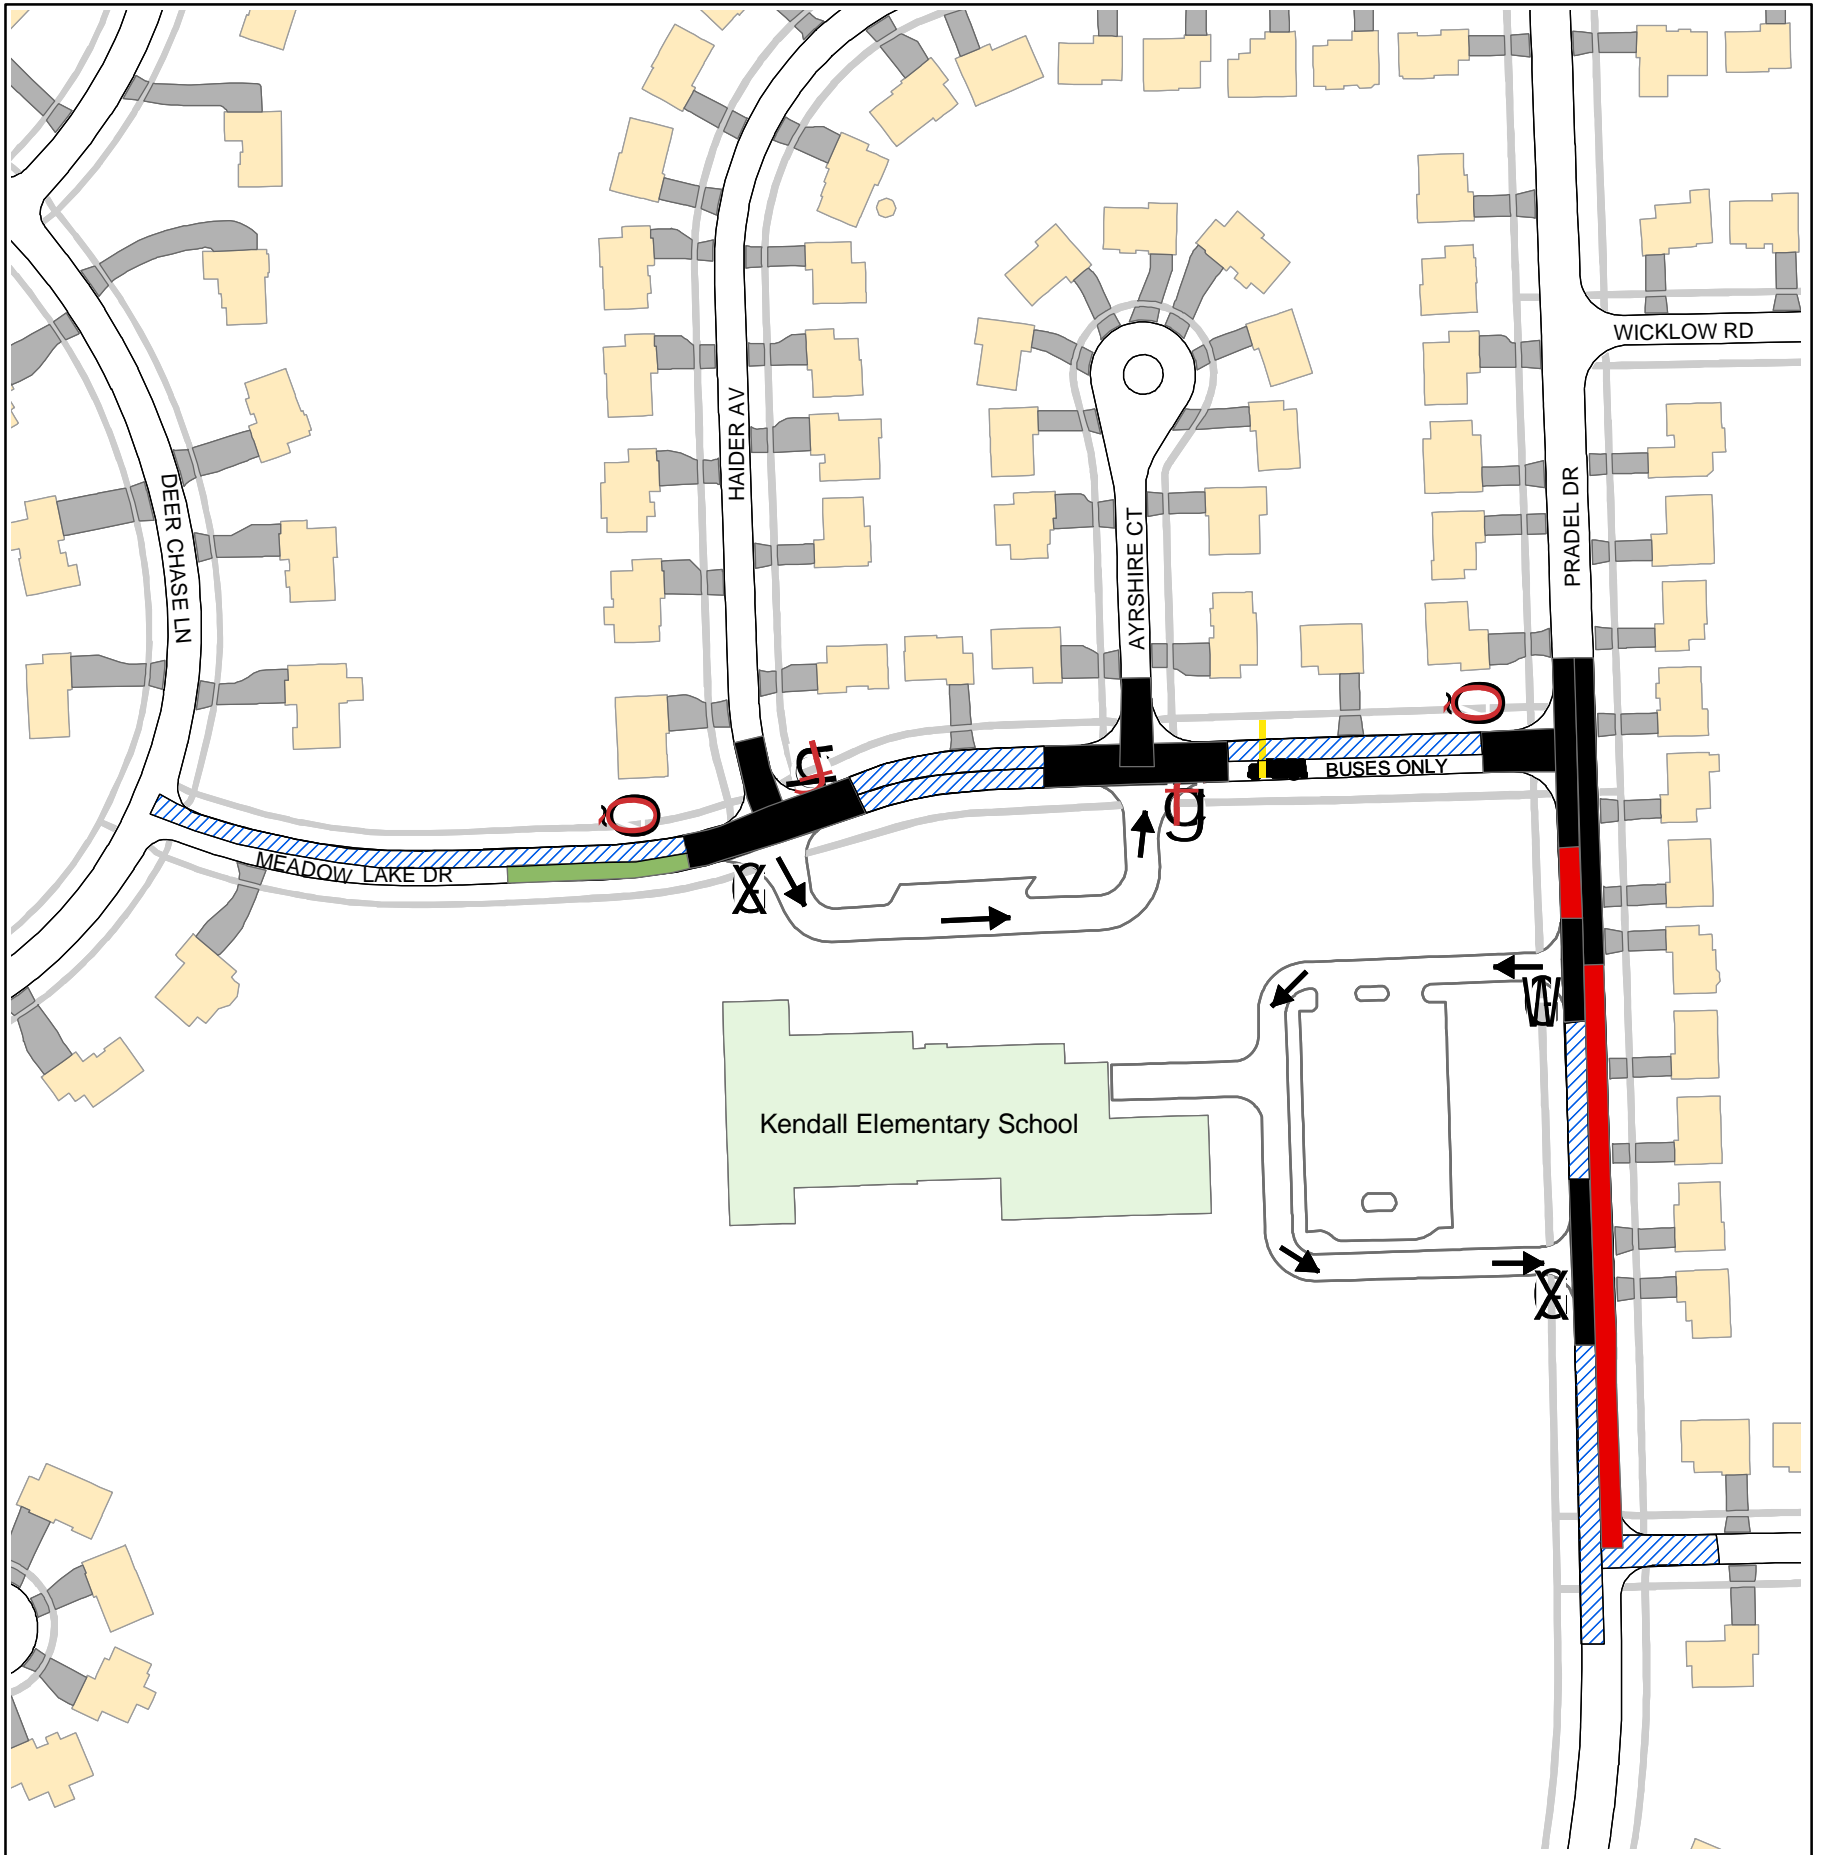 WICKLOW RD
HAIDER AV
DEER CHASE LN
AYRSHIRE CT
PRADEL DR
BUSES ONLY
MEADOW LAKE DR
Kendall Elementary School